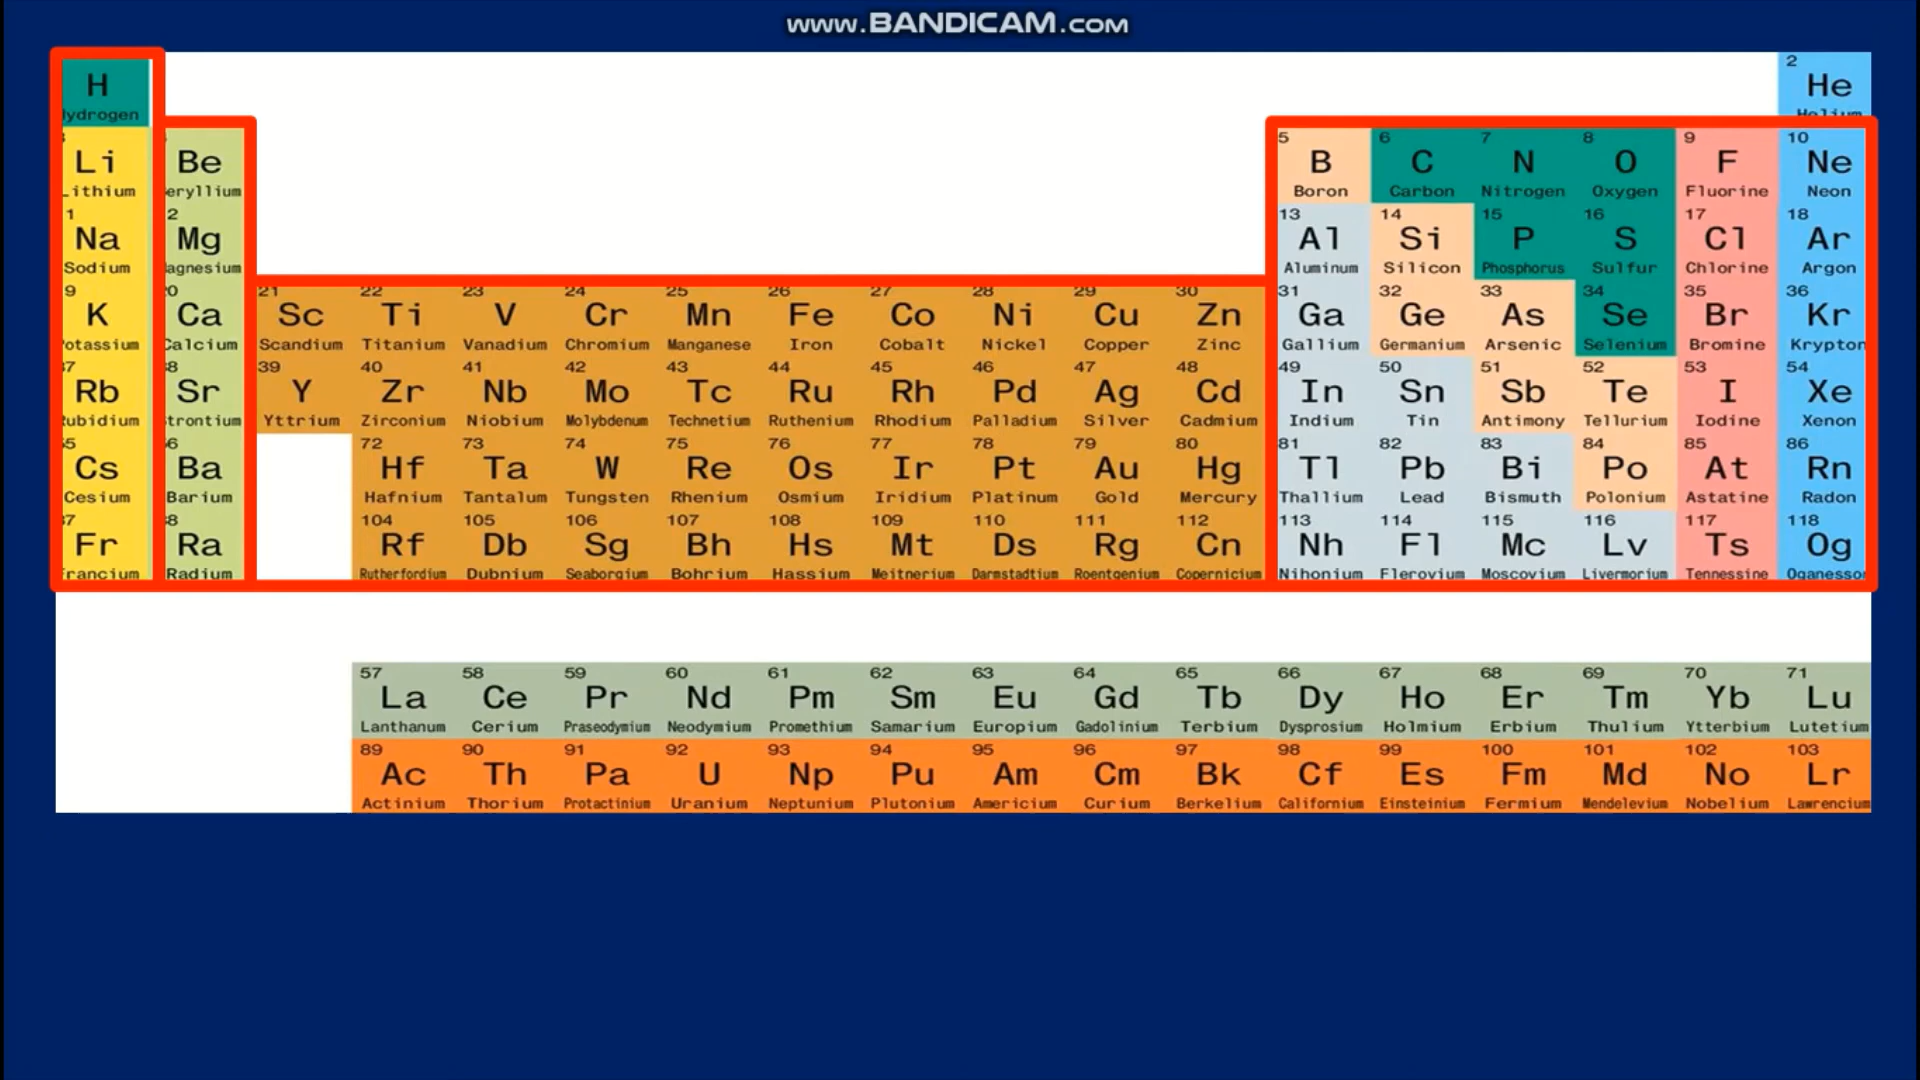 www.BANDICAM.com
2
H He
ydrogen Helium
5 6 7 8 9 10
Li Be B C N O F Ne
ithium eryllium Boron Carbon Nitrogen Oxygen Fluorine Neon
1 2 13 14 15 16 17 18
Na Mg Al Si P S Cl Ar
Sodium agnesium Aluminum Silicon Phosphorus Sulfur Chlorine Argon
9 20 21 22 23 24 25 26 27 28 29 30 31 32 33 34 35 36
K Ca Sc Ti V Cr Mn Fe Co Ni Cu Zn Ga Ge As Se Br Kr
otassium Calcium Scandium Titanium Vanadium Chromium Manganese Iron Cobalt Nickel Copper Zinc Gallium Germanium Arsenic Selenium Bromine Krypton
37 38 39 40 41 42 43 44 45 46 47 48 49 50 51 52 53 54
Rb Sr Y Zr Nb Mo Tc Ru Rh Pd Ag Cd In Sn Sb Te I Xe
Rubidium trontium Yttrium Zirconium Niobium Molybdenum Technetium Ruthenium Rhodium Palladium Silver Cadmium Indium Tin Antimony Tellurium Iodine Xenon
55 56 72 73 74 75 76 77 78 79 80 81 82 83 84 85 86
Cs Ba Hf Ta W Re Os Ir Pt Au Hg Tl Pb Bi Po At Rn
Cesium Barium Hafnium Tantalum Tungsten Rhenium Osmium Iridium Platinum Gold Mercury Thallium Lead Bismuth Polonium Astatine Radon
87 88 104 105 106 107 108 109 110 111 112 113 114 115 116 117 118
Fr Ra Rf Db Sg Bh Hs Mt Ds Rg Cn Nh Fl Mc Lv Ts Og
Francium Radium Rutherfordium Dubnium Seaborgium Bohrium Hassium Meitnerium Darmstadtium Roentgenium Copernicium Nihonium Flerovium Moscovium Livermorium Tennessine Oganesso
57 58 59 60 61 62 63 64 65 66 67 68 69 70 71
La Ce Pr Nd Pm Sm Eu Gd Tb Dy Ho Er Tm Yb Lu
Lanthanum Cerium Praseodymium Neodymium Promethium Samarium Europium Gadolinium Terbium Dysprosium Holmium Erbium Thulium Ytterbium Lutetium
89 90 91 92 93 94 95 96 97 98 99 100 101 102 103
Ac Th Pa U Np Pu Am Cm Bk Cf Es Fm Md No Lr
Actinium Thorium Protactinium Uranium Neptunium Plutonium Americium Curium Berkelium Californium Einsteinium Fermium Mendelevium Nobelium Lawrencium